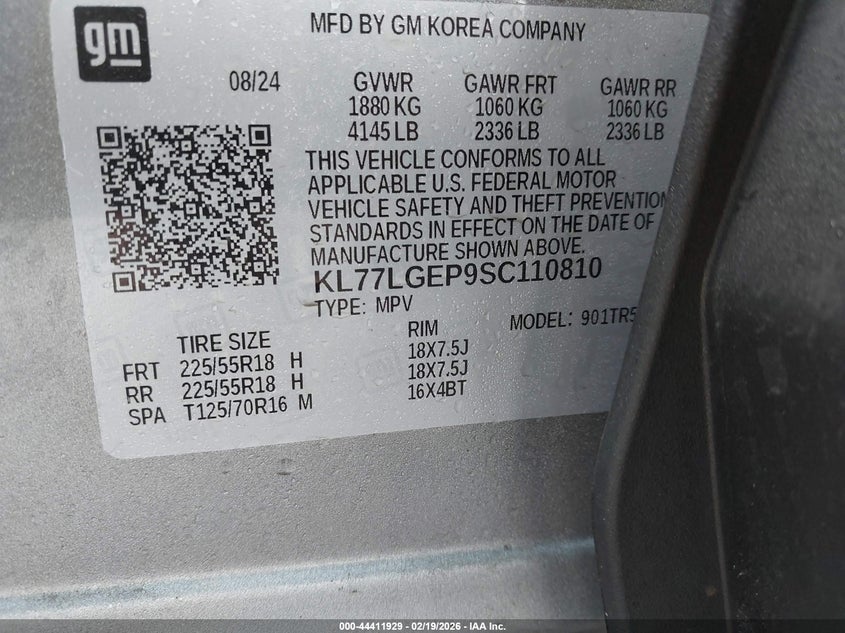 gm
MFD BY GM KOREA COMPANY
08/24 GVWR GAWR FRT GAWR RR
1880 KG 1060 KG 1060 KG
4145 LB 2336 LB 2336 LB
THIS VEHICLE CONFORMS TO ALL
APPLICABLE U.S. FEDERAL MOTOR
VEHICLE SAFETY AND THEFT PREVENTION
STANDARDS IN EFFECT ON THE DATE OF
MANUFACTURE SHOWN ABOVE.
KL77LGEP9SC110810
TYPE: MPV
MODEL: 901TR5
TIRE SIZE RIM
FRT 225/55R18 H 18X7.5J
RR 225/55R18 H 18X7.5J
SPA T125/70R16 M 16X4BT
000-44411929 - 02/19/2026 - IAA Inc.